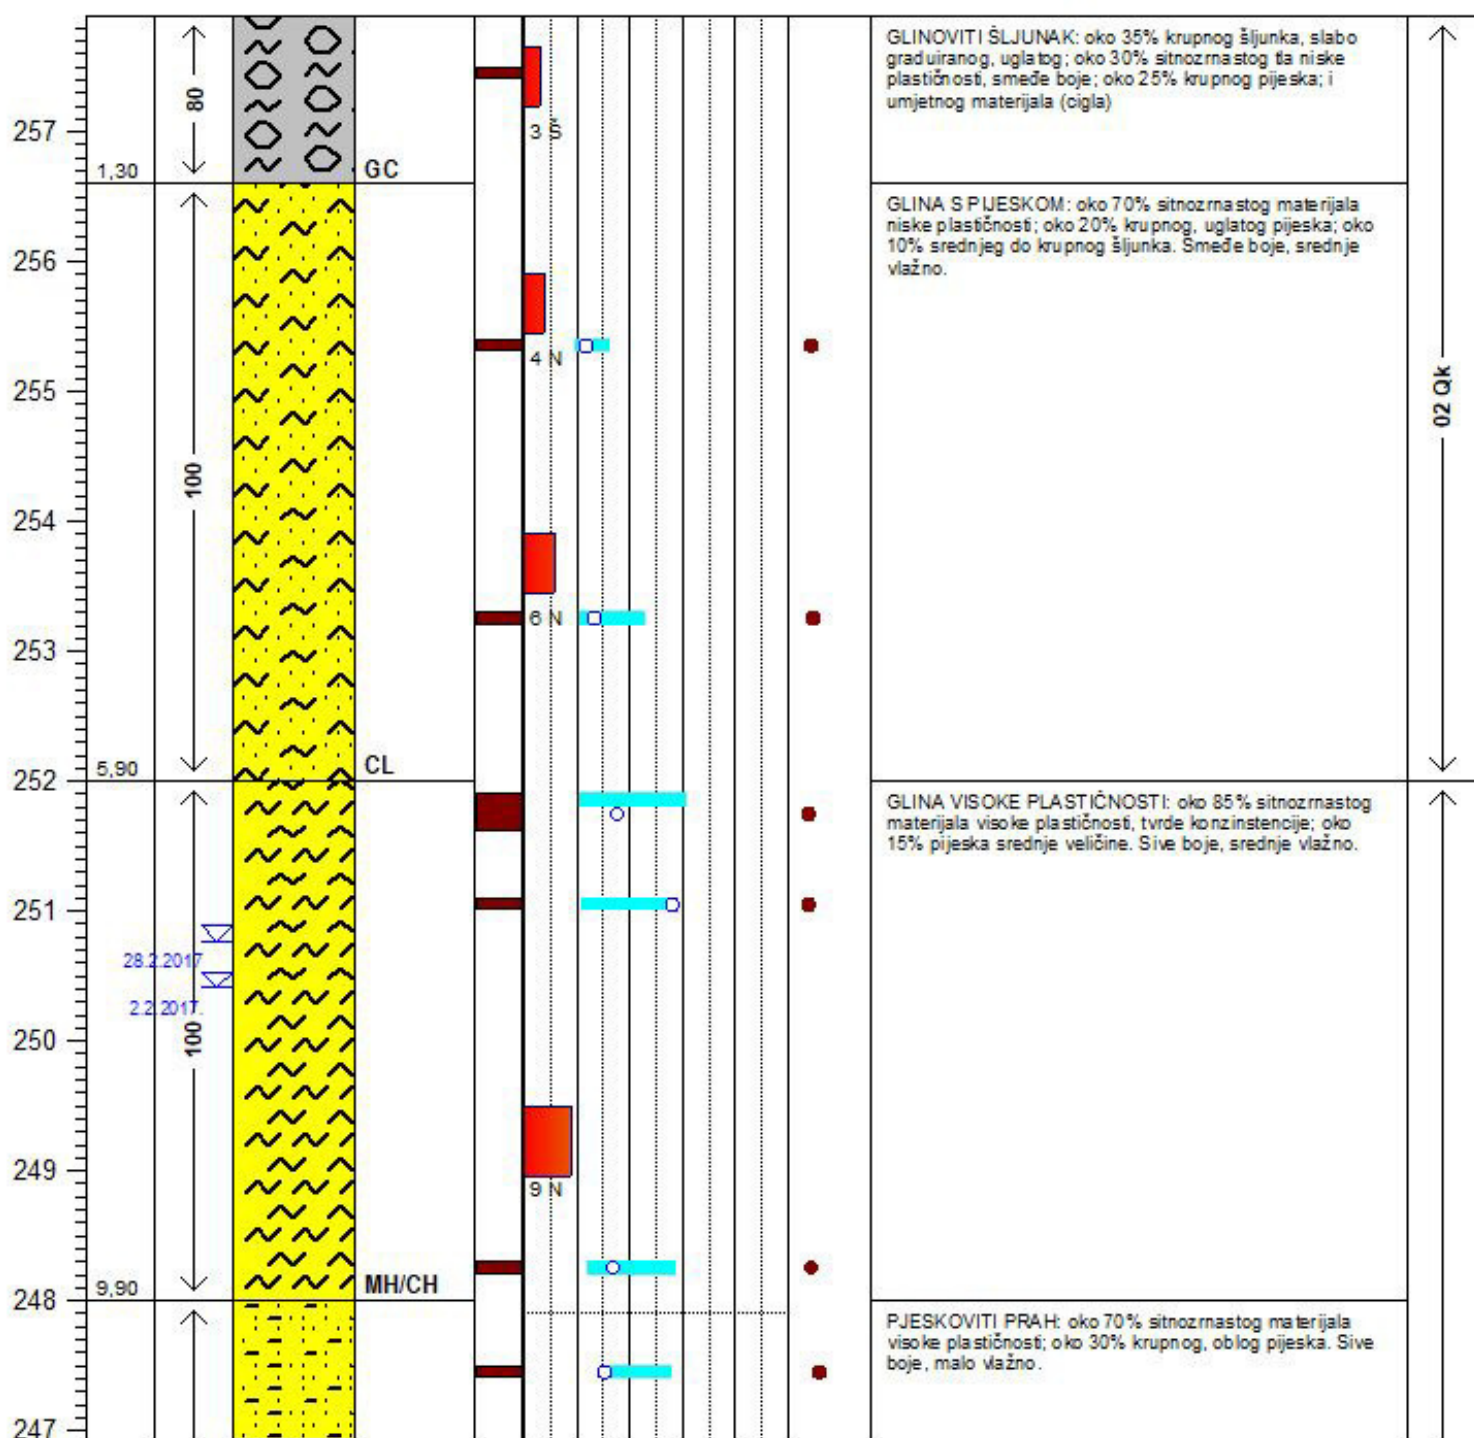 GLINOVITI ŠLJUNAK: oko 35% krupnog šljunka, slabo
graduiranog, uglatog; oko 30% sitnozrnastog tla niske
plastičnosti, smeđe boje; oko 25% krupnog pijeska; i
umjetnog materijala (cigla)
80
257
3 Š
1,30
GC
GLINA S PIJESKOM: oko 70% sitnozrnastog materijala
niske plastičnosti; oko 20% krupnog, uglatog pijeska; oko
10% srednjeg do krupnog šljunka. Smeđe boje, srednje
vlažno.
256
4 N
255
02 Qk
100
254
6 N
253
CL
5,90
252
GLINA VISOKE PLASTIČNOSTI: oko 85% sitnozrnastog
materijala visoke plastičnosti, tvrde konzinstencije; oko
15% pijeska srednje veličine. Sive boje, srednje vlažno.
251
28.2.2017
2.2.2017.
250
100
249
9 N
9,90
MH/CH
248
PJESKOVITI PRAH: oko 70% sitnozrnastog materijala
visoke plastičnosti; oko 30% krupnog, oblog pijeska. Sive
boje, malo vlažno.
247